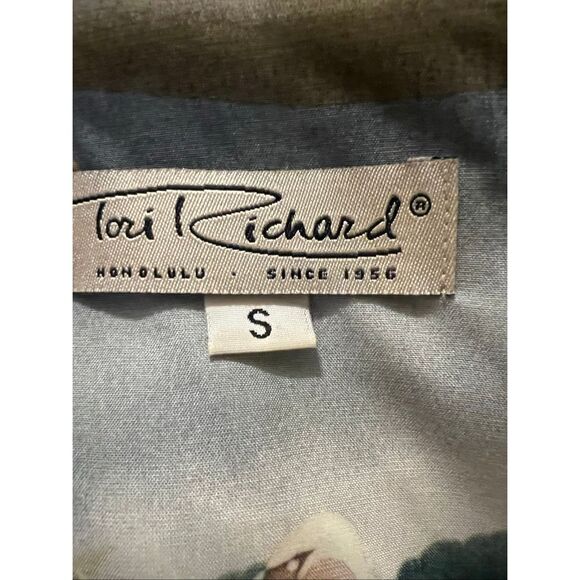 Tori Richard®
HONOLULU · SINCE 1956
S